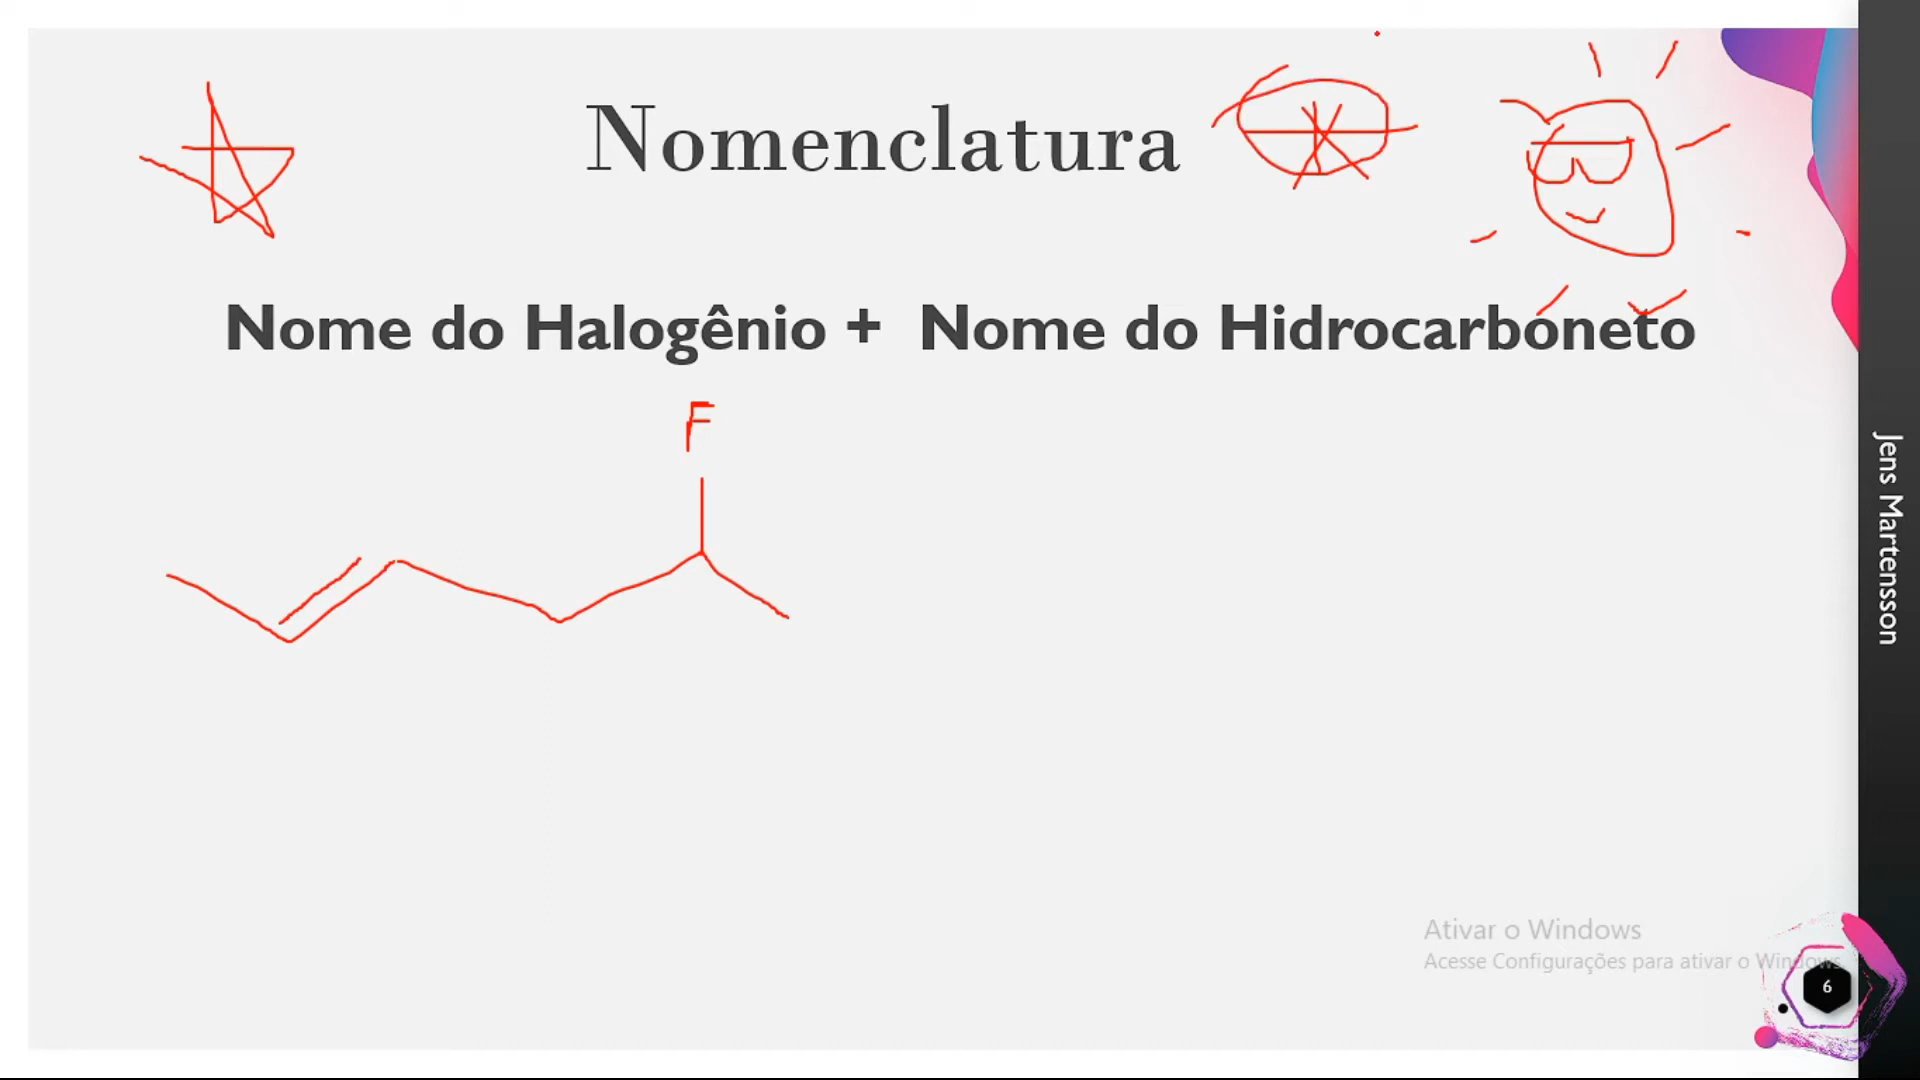 Nomenclatura
Nome do Halogênio + Nome do Hidrocarboneto
F
Jens Martensson
Ativar o Windows
Acesse Configurações para ativar o Windows.
6